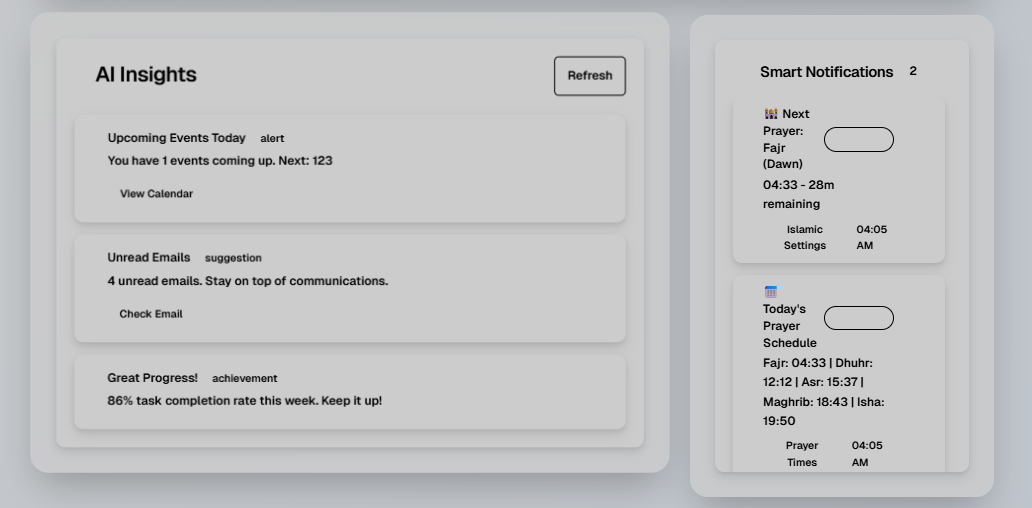 AI Insights
Refresh
Upcoming Events Today alert
You have 1 events coming up. Next: 123
View Calendar
Unread Emails suggestion
4 unread emails. Stay on top of communications.
Check Email
Great Progress! achievement
86% task completion rate this week. Keep it up!
Smart Notifications 2
Next
Prayer:
Fajr
(Dawn)
04:33 - 28m
remaining
Islamic
Settings
04:05
AM
Today's
Prayer
Schedule
Fajr: 04:33 | Dhuhr:
12:12 | Asr: 15:37 |
Maghrib: 18:43 | Isha:
19:50
Prayer
Times
04:05
AM